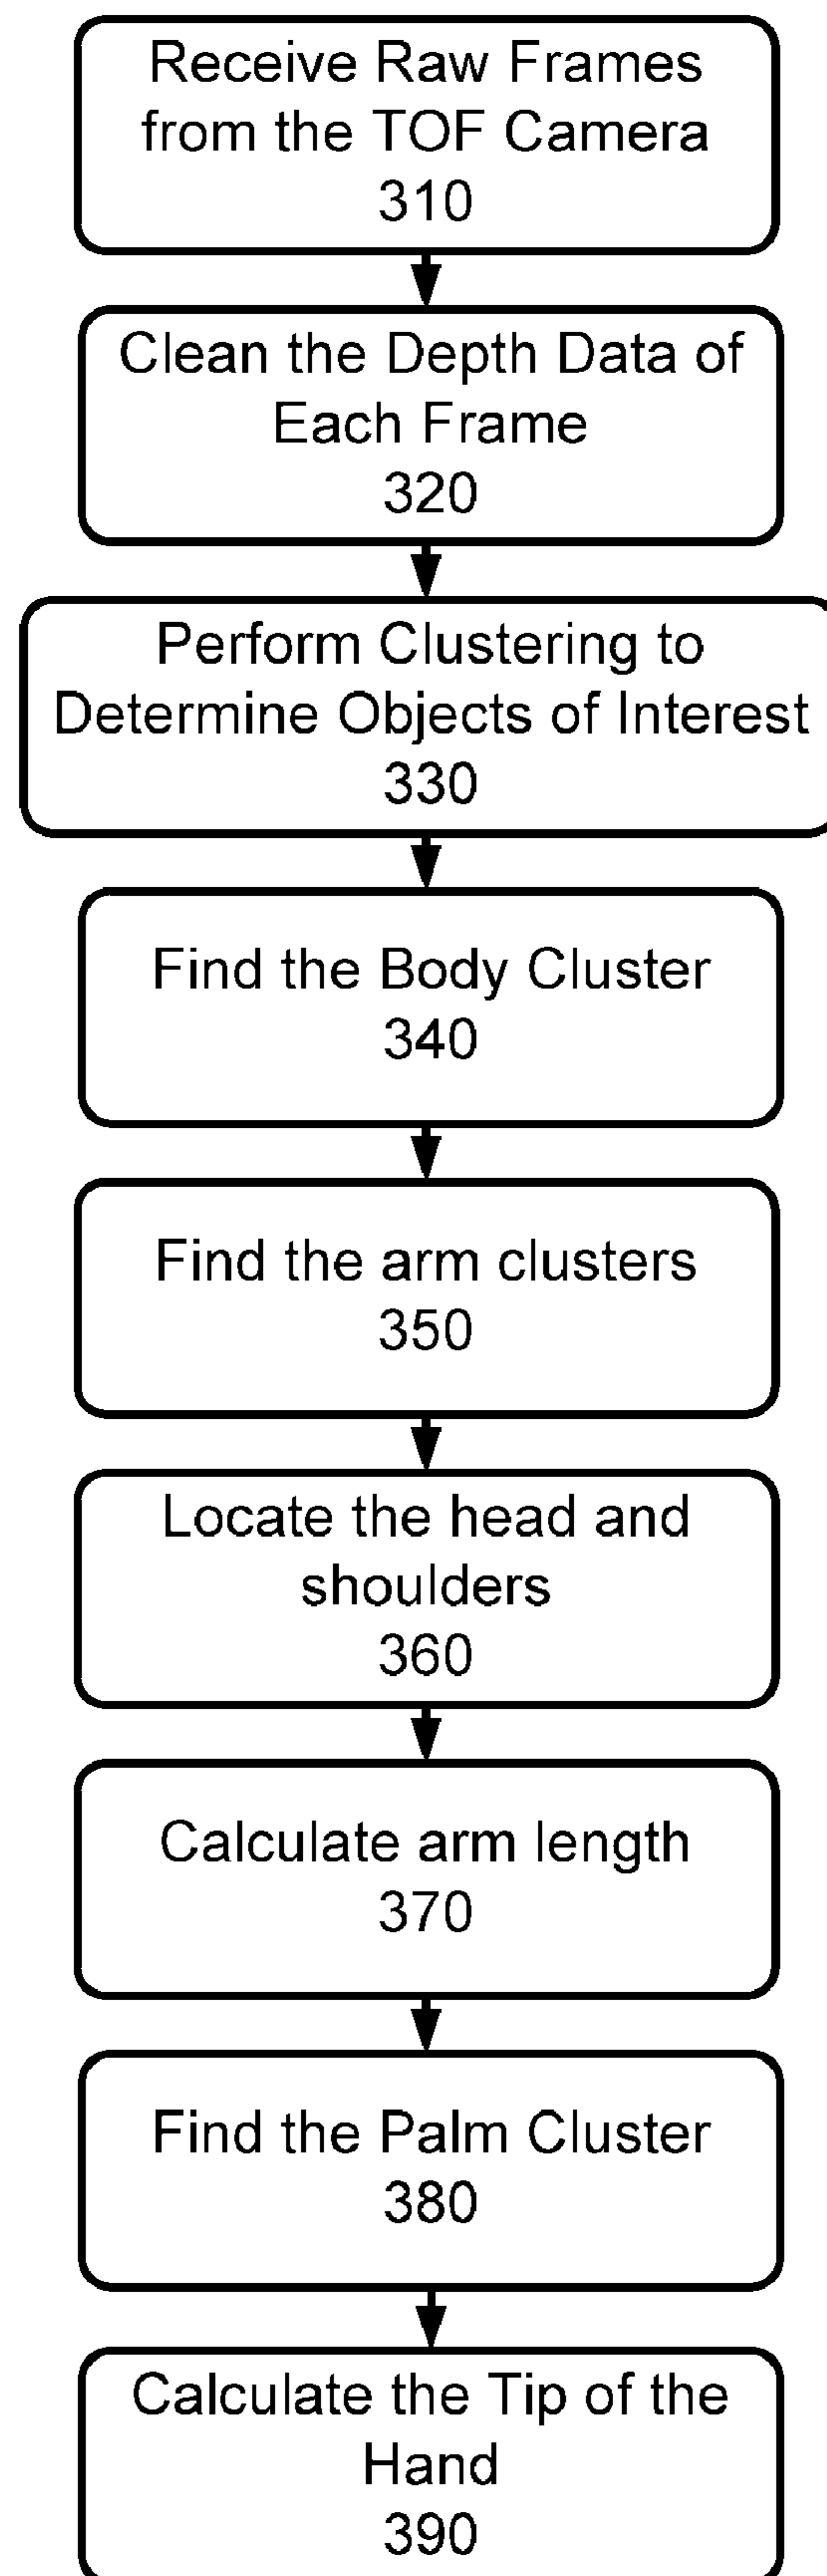 Receive Raw Frames
from the TOF Camera
310
Clean the Depth Data of
Each Frame
320
Perform Clustering to
Determine Objects of Interest
330
Find the Body Cluster
340
Find the arm clusters
350
Locate the head and
shoulders
360
Calculate arm length
370
Find the Palm Cluster
380
Calculate the Tip of the
Hand
390